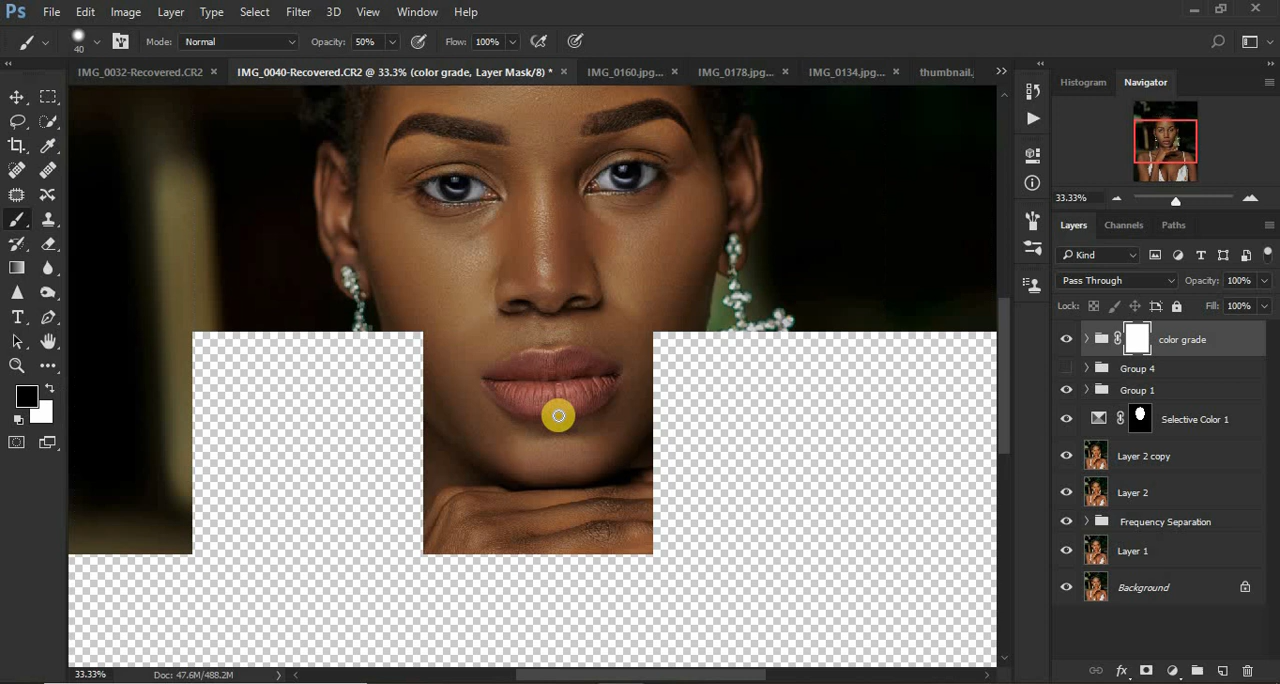 Ps File Edit Image Layer Type Select Filter 3D View Window Help
40 Mode: Normal Opacity: 50% Flow: 100%
IMG_0032-Recovered.CR2 × IMG_0040-Recovered.CR2 @ 33.3% (color grade, Layer Mask/8) * × IMG_0160.jpg... × IMG_0178.jpg... × IMG_0134.jpg... × thumbnail.
Histogram Navigator
33.33%
Layers Channels Paths
Kind
Pass Through Opacity: 100%
Lock: Fill: 100%
color grade
Group 4
Group 1
Selective Color 1
Layer 2 copy
Layer 2
Frequency Separation
Layer 1
Background
33.33% Doc: 47.6M/488.2M